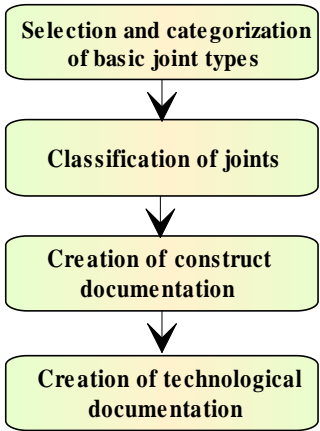 Selection and categorization
of basic joint types
Classification of joints
Creation of construct
documentation
Creation of technological
documentation